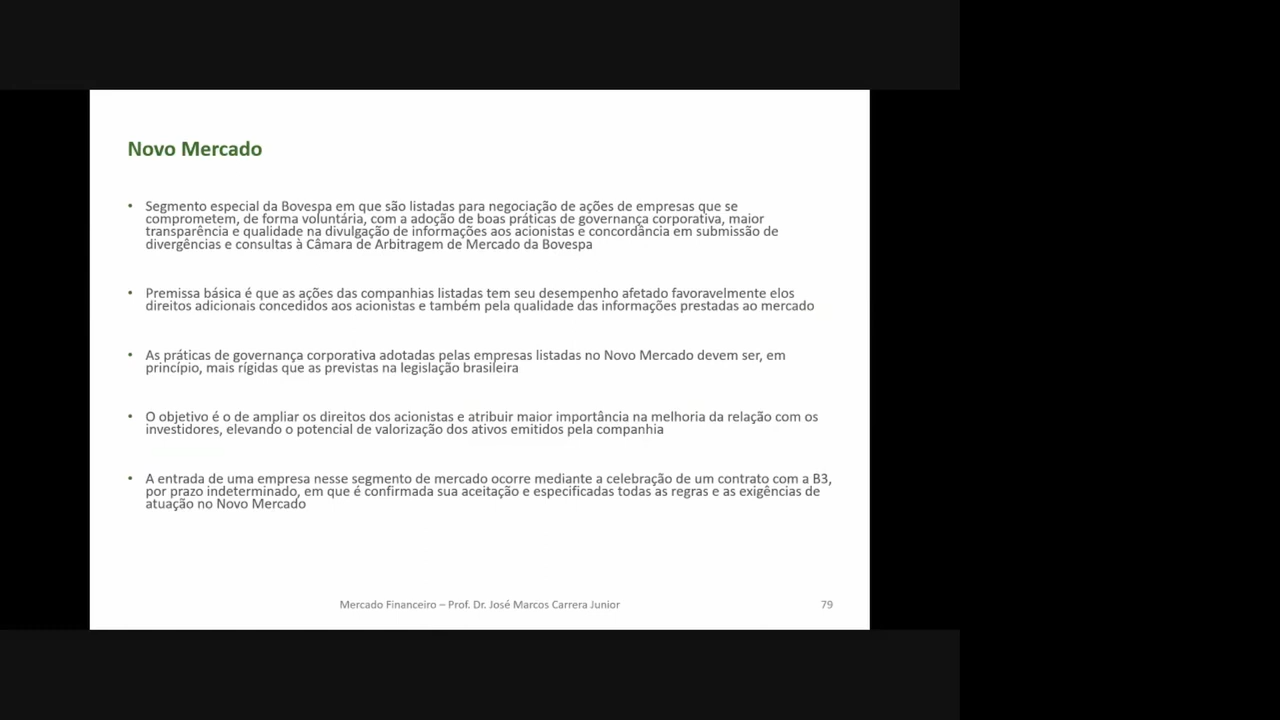 Novo Mercado
• Segmento especial da Bovespa em que são listadas para negociação de ações de empresas que se
comprometem, de forma voluntária, com a adoção de boas práticas de governança corporativa, maior
transparência e qualidade na divulgação de informações aos acionistas e concordância em submissão de
divergências e consultas à Câmara de Arbitragem de Mercado da Bovespa
• Premissa básica é que as ações das companhias listadas tem seu desempenho afetado favoravelmente elos
direitos adicionais concedidos aos acionistas e também pela qualidade das informações prestadas ao mercado
• As práticas de governança corporativa adotadas pelas empresas listadas no Novo Mercado devem ser, em
princípio, mais rígidas que as previstas na legislação brasileira
• O objetivo é o de ampliar os direitos dos acionistas e atribuir maior importância na melhoria da relação com os
investidores, elevando o potencial de valorização dos ativos emitidos pela companhia
• A entrada de uma empresa nesse segmento de mercado ocorre mediante a celebração de um contrato com a B3,
por prazo indeterminado, em que é confirmada sua aceitação e especificadas todas as regras e as exigências de
atuação no Novo Mercado
Mercado Financeiro – Prof. Dr. José Marcos Carrera Junior
79